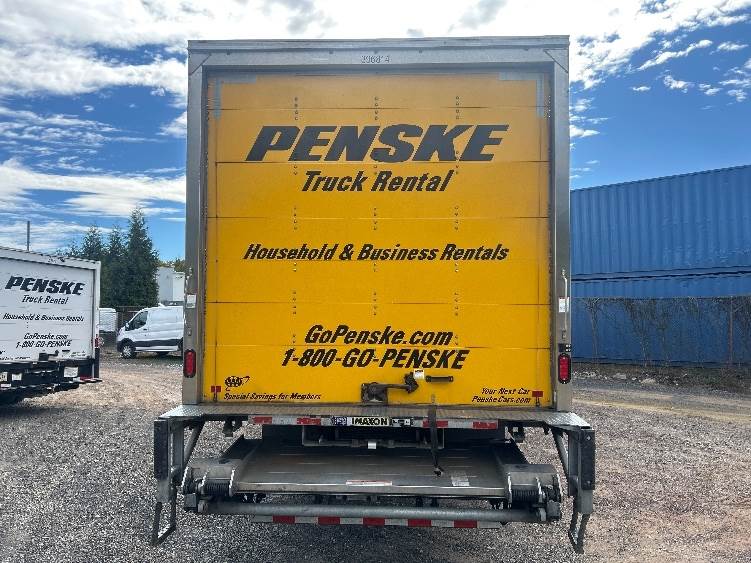 396814
PENSKE
Truck Rental
Household & Business Rentals
GoPenske.com
1-800-GO-PENSKE
AAA
Special Savings for Members
Your Next Car
PenskeCars.com
MAXON
PENSKE
Truck Rental
Household & Business Rentals
GoPenske.com
1-800-GO-PENSKE